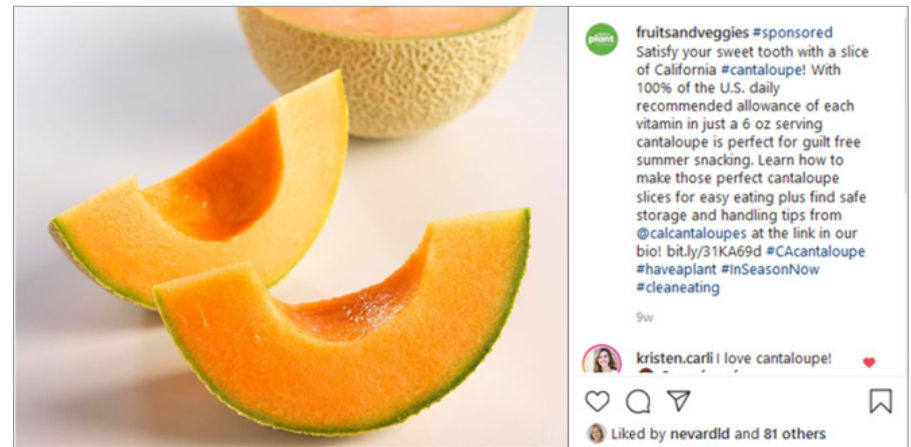 plant
fruitsandveggies #sponsored
Satisfy your sweet tooth with a slice
of California #cantaloupe! With
100% of the U.S. daily
recommended allowance of each
vitamin in just a 6 oz serving
cantaloupe is perfect for guilt free
summer snacking. Learn how to
make those perfect cantaloupe
slices for easy eating plus find safe
storage and handling tips from
@calcantaloupes at the link in our
bio! bit.ly/31KA69d #CAcantaloupe
#haveaplant #InSeasonNow
#cleaneating
9w
kristen.carli I love cantaloupe!
Liked by nevardld and 81 others